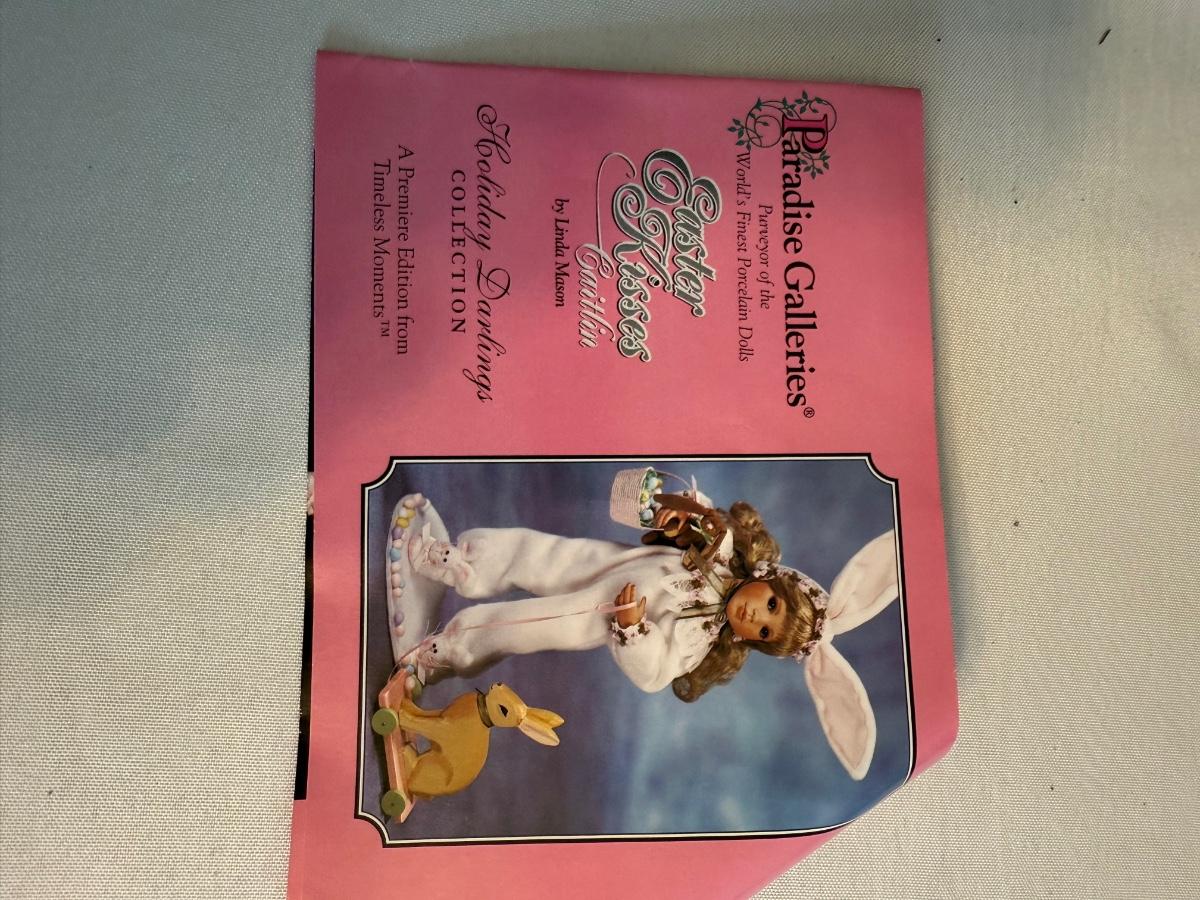 Paradise Galleries®
Purveyor of the
World's Finest Porcelain Dolls
Easter
Kisses
Caitlin
by Linda Mason
Holiday Darlings
COLLECTION
A Premiere Edition from
Timeless Moments™